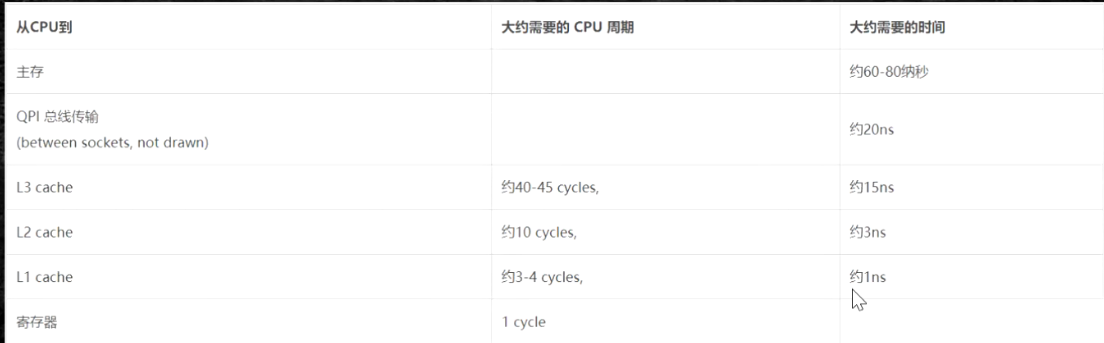 从CPU到 大约需要的 CPU 周期 大约需要的时间
主存 约60-80纳秒
QPI 总线传输
(between sockets, not drawn) 约20ns
L3 cache 约40-45 cycles, 约15ns
L2 cache 约10 cycles, 约3ns
L1 cache 约3-4 cycles, 约1ns
寄存器 1 cycle